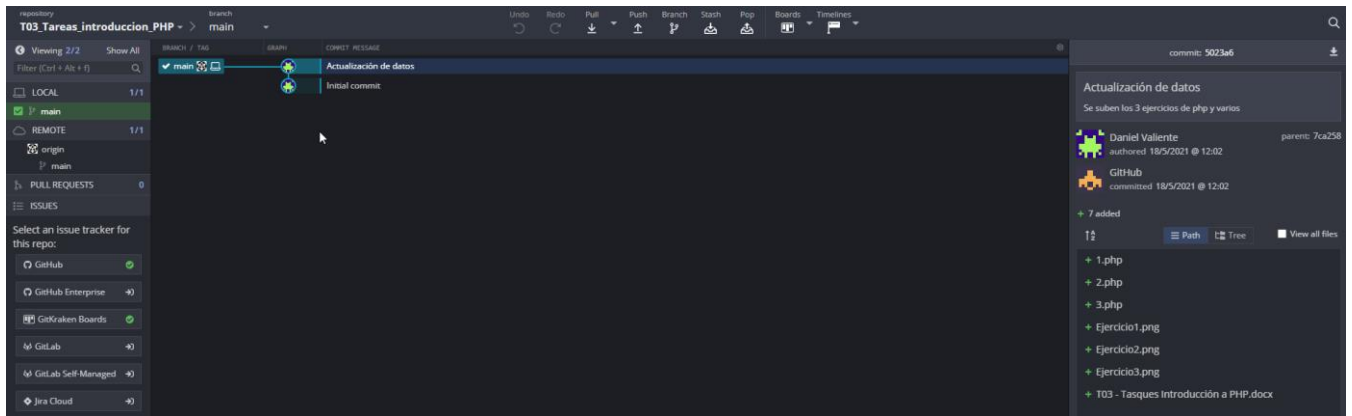 repository
branch
T03_Tareas_introduccion_PHP
main
Undo
Redo
Pull
Push
Branch
Stash
Pop
Boards
Timelines
Viewing 2/2
Show All
Filter (Ctrl + Alt + f)
LOCAL
1/1
main
REMOTE
1/1
origin
main
PULL REQUESTS
0
ISSUES
Select an issue tracker for
this repo:
GitHub
GitHub Enterprise
GitKraken Boards
GitLab
GitLab Self-Managed
Jira Cloud
BRANCH / TAG
GRAPH
COMMIT MESSAGE
main
Actualización de datos
Initial commit
commit: 5023a6
Actualización de datos
Se suben los 3 ejercicios de php y varios
Daniel Valiente
parent: 7ca258
authored 18/5/2021 @ 12:02
GitHub
committed 18/5/2021 @ 12:02
+ 7 added
Path
Tree
View all files
+ 1.php
+ 2.php
+ 3.php
+ Ejercicio1.png
+ Ejercicio2.png
+ Ejercicio3.png
+ T03 - Tasques Introducción a PHP.docx